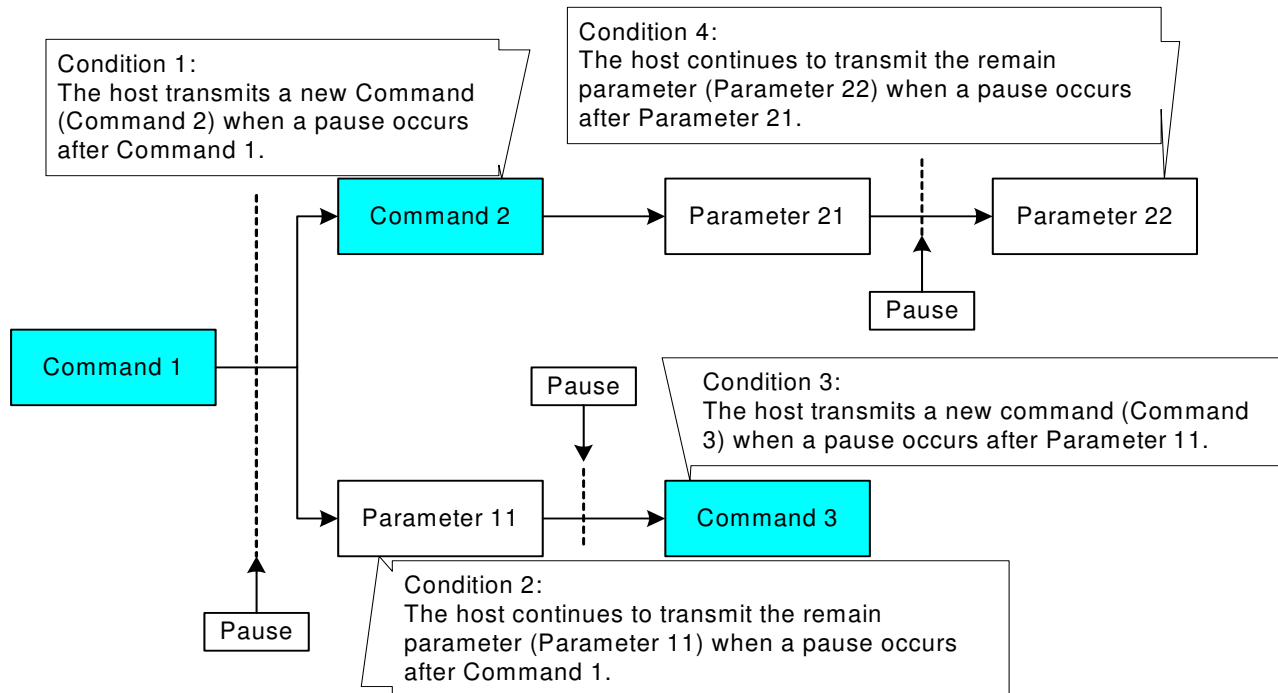 Condition 1:
The host transmits a new Command
(Command 2) when a pause occurs
after Command 1.
Condition 4:
The host continues to transmit the remain
parameter (Parameter 22) when a pause occurs
after Parameter 21.
Command 2
Parameter 21
Parameter 22
Pause
Command 1
Pause
Condition 3:
The host transmits a new command (Command
3) when a pause occurs after Parameter 11.
Parameter 11
Command 3
Condition 2:
The host continues to transmit the remain
parameter (Parameter 11) when a pause occurs
after Command 1.
Pause